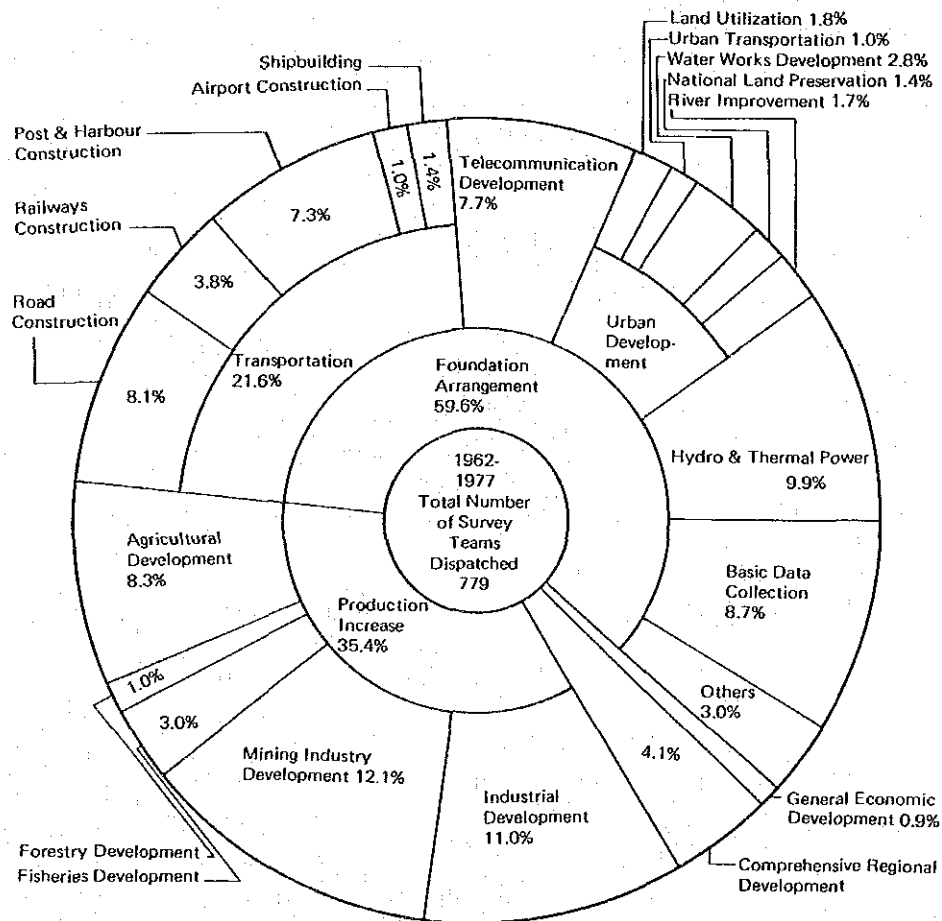 Land Utilization 1.8%
Urban Transportation 1.0%
Water Works Development 2.8%
National Land Preservation 1.4%
River Improvement 1.7%
Shipbuilding
Airport Construction
Post & Harbour
Construction
Railways
Construction
Road
Construction
1.0%
1.4%
7.3%
3.8%
8.1%
Telecommunication
Development
7.7%
Urban
Develop-
ment
Transportation
21.6%
Foundation
Arrangement
59.6%
Hydro & Thermal Power
9.9%
1962-
1977
Total Number
of Survey
Teams
Dispatched
779
Agricultural
Development
8.3%
Basic Data
Collection
8.7%
Production
Increase
35.4%
1.0%
3.0%
Others
3.0%
Mining Industry
Development 12.1%
4.1%
Industrial
Development
11.0%
General Economic
Development 0.9%
Forestry Development
Fisheries Development
Comprehensive Regional
Development